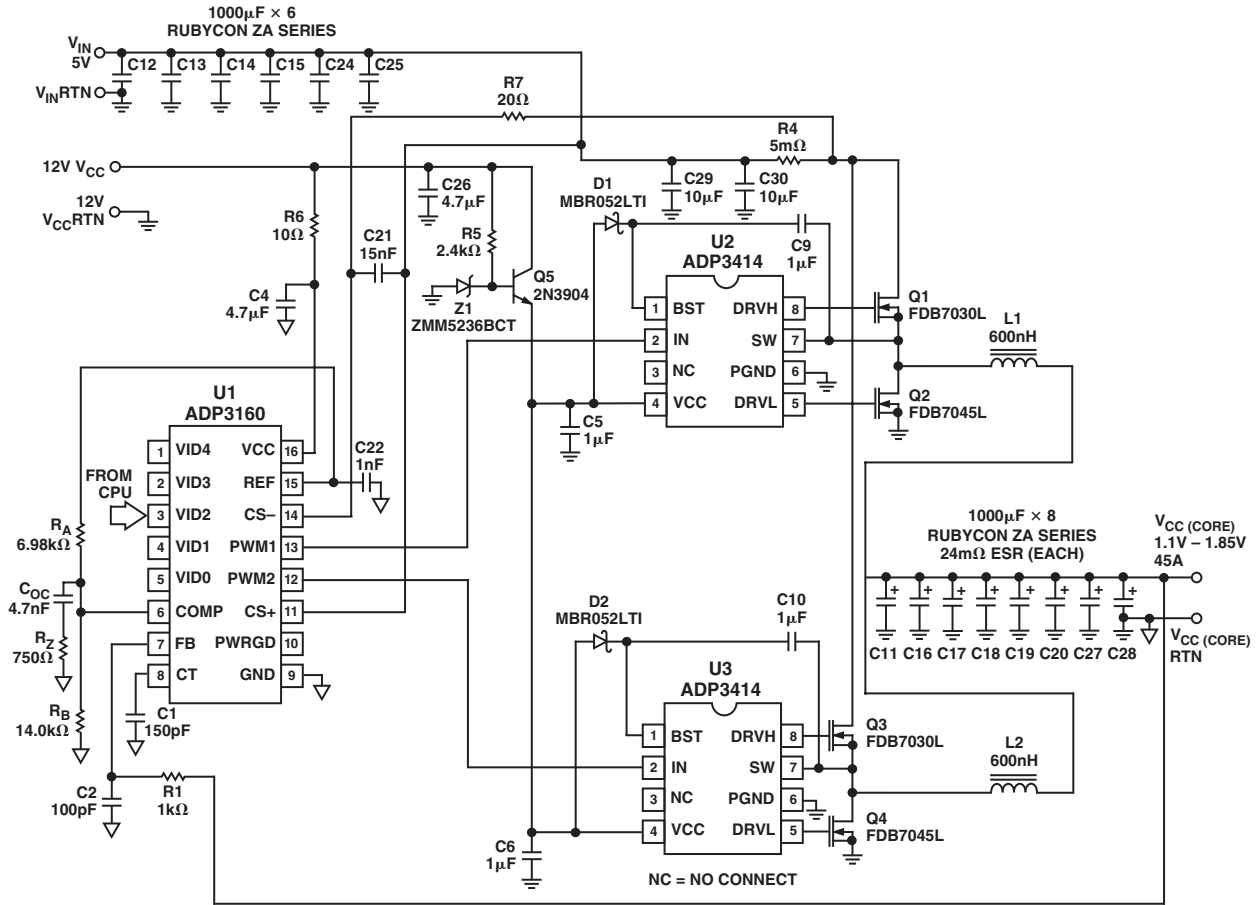 1000μF × 6
RUBYCON ZA SERIES
VIN
5V
C12
C13
C14
C15
C24
C25
VINRTN
R7
20Ω
R4
5mΩ
12V VCC
12V
VCCRTN
C26
4.7μF
C29
10μF
C30
10μF
D1
MBR052LTI
R6
10Ω
C21
15nF
R5
2.4kΩ
Q5
2N3904
Z1
ZMM5236BCT
C4
4.7μF
C9
1μF
U2
ADP3414
1 BST DRVH 8
2 IN SW 7
3 NC PGND 6
4 VCC DRVL 5
Q1
FDB7030L
L1
600nH
Q2
FDB7045L
C5
1μF
U1
ADP3160
C22
1nF
FROM
CPU
1 VID4 VCC 16
2 VID3 REF 15
3 VID2 CS– 14
4 VID1 PWM1 13
5 VID0 PWM2 12
6 COMP CS+ 11
7 FB PWRGD 10
8 CT GND 9
RA
6.98kΩ
COC
4.7nF
RZ
750Ω
RB
14.0kΩ
C1
150pF
C2
100pF
R1
1kΩ
1000μF × 8
RUBYCON ZA SERIES
24mΩ ESR (EACH)
VCC (CORE)
1.1V – 1.85V
45A
+ + + + + + + +
C11 C16 C17 C18 C19 C20 C27 C28
VCC (CORE)
RTN
D2
MBR052LTI
C10
1μF
U3
ADP3414
1 BST DRVH 8
2 IN SW 7
3 NC PGND 6
4 VCC DRVL 5
Q3
FDB7030L
L2
600nH
Q4
FDB7045L
C6
1μF
NC = NO CONNECT